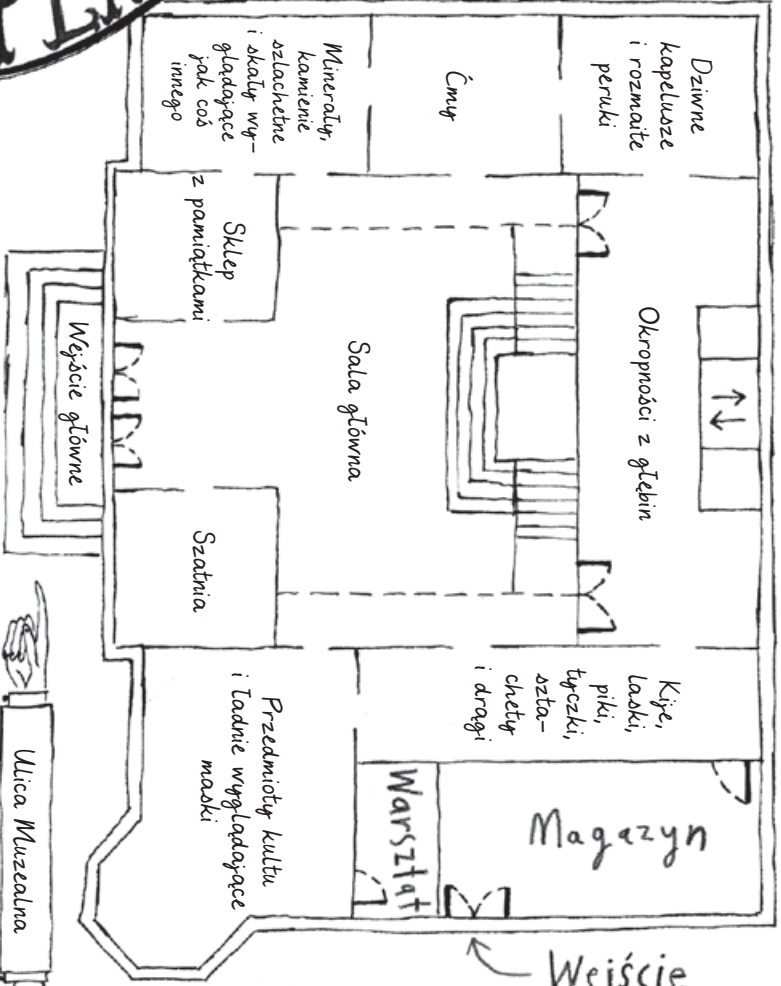 Dziwne
kapelusze
i rozmaite
peruki
Ćmy
Minerały,
kamienie
szlachetne
i skały wy-
glądające
jak coś
innego
Okropności z głębin
Sala główna
Sklep
z pamiątkami
Wejście główne
Szatnia
Kije,
laski,
piki,
tyczki,
szta-
chety
i drągi
Magazyn
Warsztat
Wejście
Przedmioty kultu
i ładnie wyglądające
maski
Ulica Muzealna